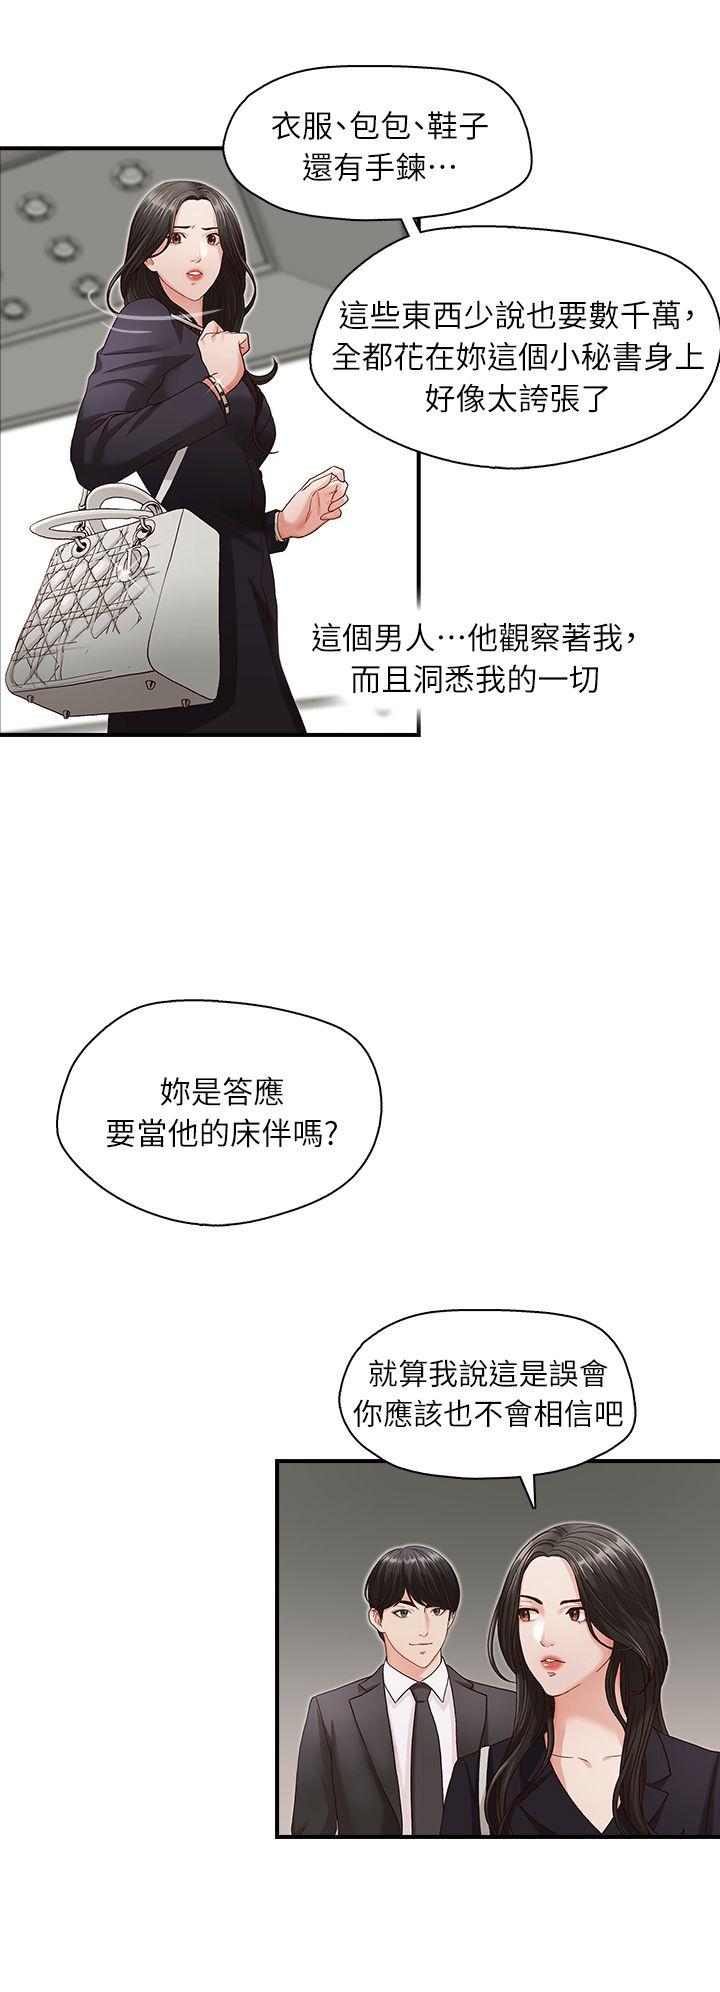 衣服、包包、鞋子
還有手鍊…
這些東西少說也要數千萬，
全都花在妳這個小秘書身上
好像太誇張了
這個男人…他觀察著我，
而且洞悉我的一切
妳是答應
要當他的床伴嗎?
就算我說這是誤會
你應該也不會相信吧